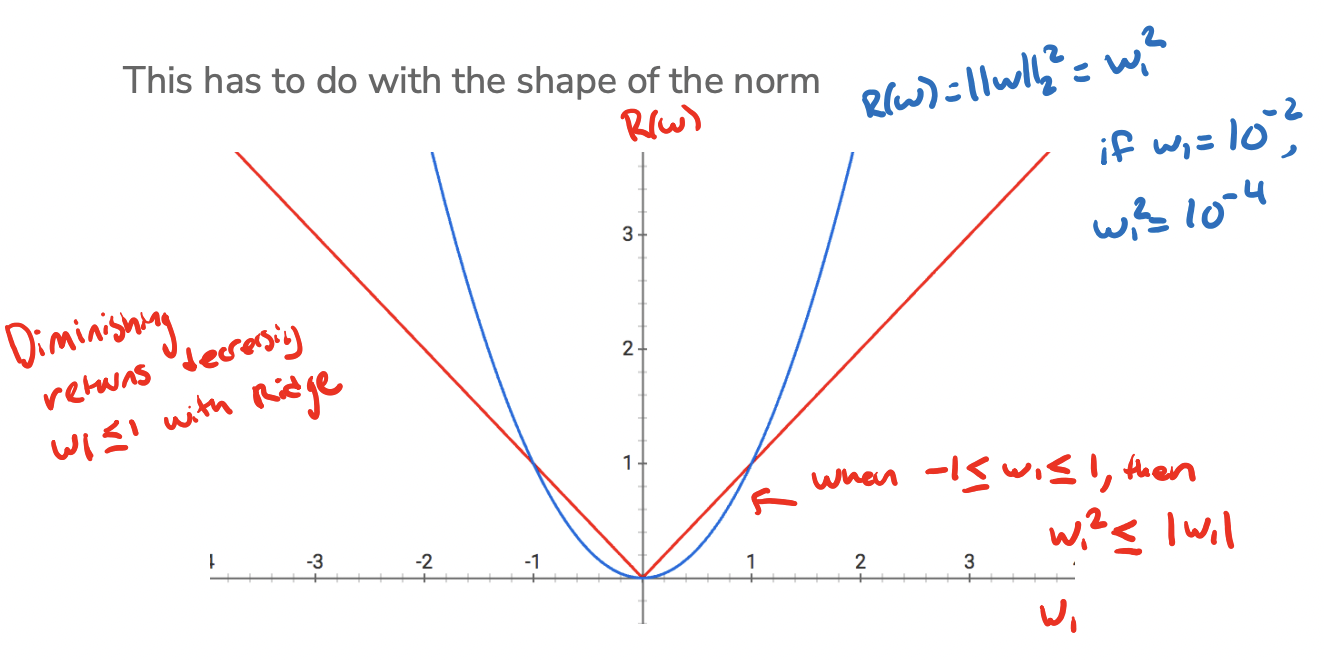 This has to do with the shape of the norm
R(w) = ||w||₂² = w₁²
if w₁ = 10⁻²,
w₁² = 10⁻⁴
R(w)
3
2
1
Diminishing
returns decreasing
w₁ ≤ 1 with Ridge
when -1 ≤ w₁ ≤ 1, then
w₁² ≤ |w₁|
-3
-2
-1
1
2
3
w₁